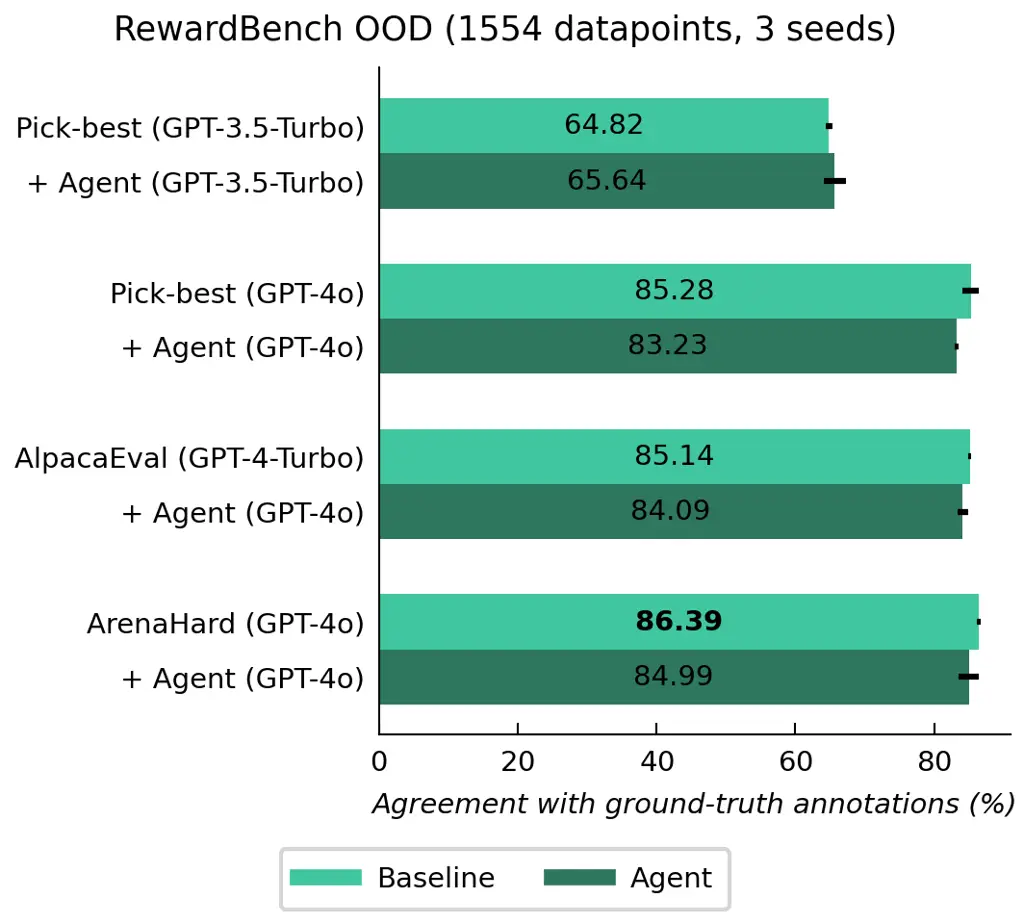 RewardBench OOD (1554 datapoints, 3 seeds)
Pick-best (GPT-3.5-Turbo)
64.82
+ Agent (GPT-3.5-Turbo)
65.64
Pick-best (GPT-4o)
85.28
+ Agent (GPT-4o)
83.23
AlpacaEval (GPT-4-Turbo)
85.14
+ Agent (GPT-4o)
84.09
ArenaHard (GPT-4o)
86.39
+ Agent (GPT-4o)
84.99
0 20 40 60 80
Agreement with ground-truth annotations (%)
Baseline Agent